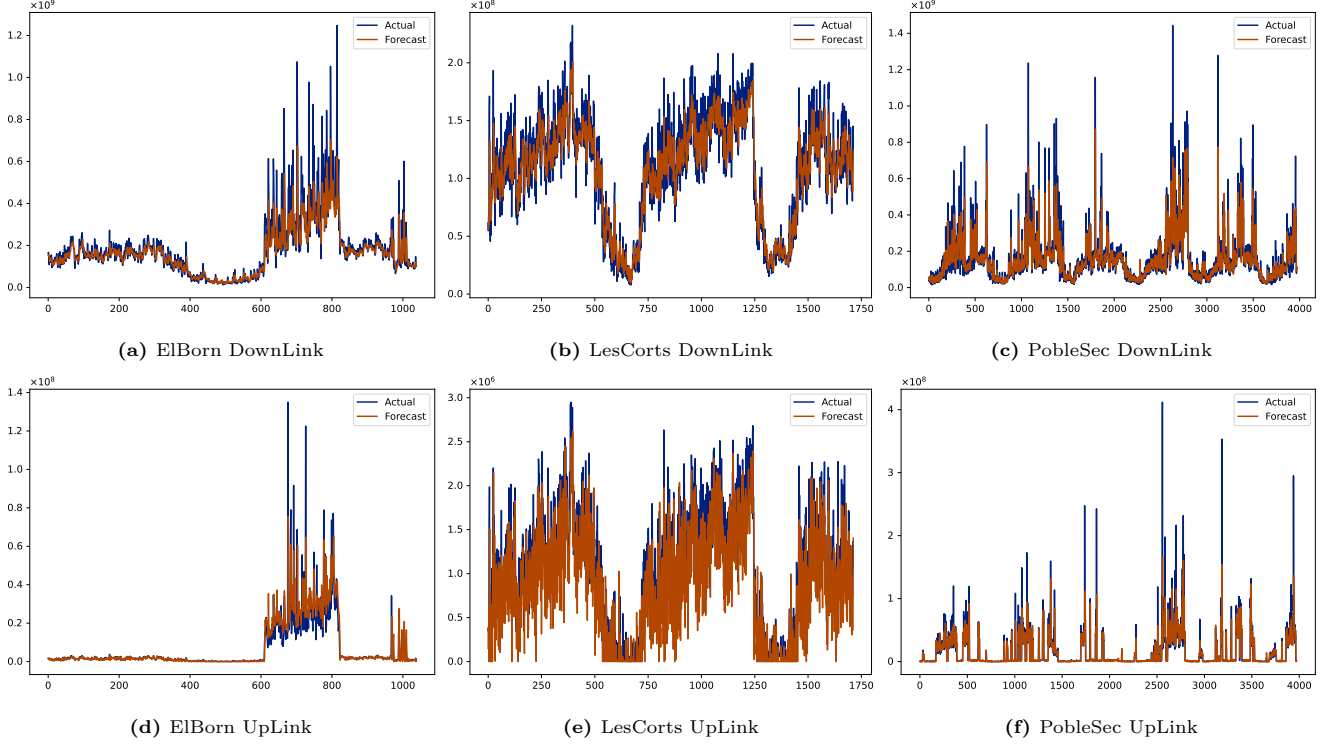 ×10⁹
1.2
1.0
0.8
0.6
0.4
0.2
0.0
0 200 400 600 800 1000
Actual
Forecast
(a) ElBorn DownLink
×10⁸
2.0
1.5
1.0
0.5
0.0
0 250 500 750 1000 1250 1500 1750
Actual
Forecast
(b) LesCorts DownLink
×10⁹
1.4
1.2
1.0
0.8
0.6
0.4
0.2
0.0
0 500 1000 1500 2000 2500 3000 3500 4000
Actual
Forecast
(c) PobleSec DownLink
×10⁸
1.4
1.2
1.0
0.8
0.6
0.4
0.2
0.0
0 200 400 600 800 1000
Actual
Forecast
(d) ElBorn UpLink
×10⁶
3.0
2.5
2.0
1.5
1.0
0.5
0.0
0 250 500 750 1000 1250 1500 1750
Actual
Forecast
(e) LesCorts UpLink
×10⁸
4
3
2
1
0
0 500 1000 1500 2000 2500 3000 3500 4000
Actual
Forecast
(f) PobleSec UpLink